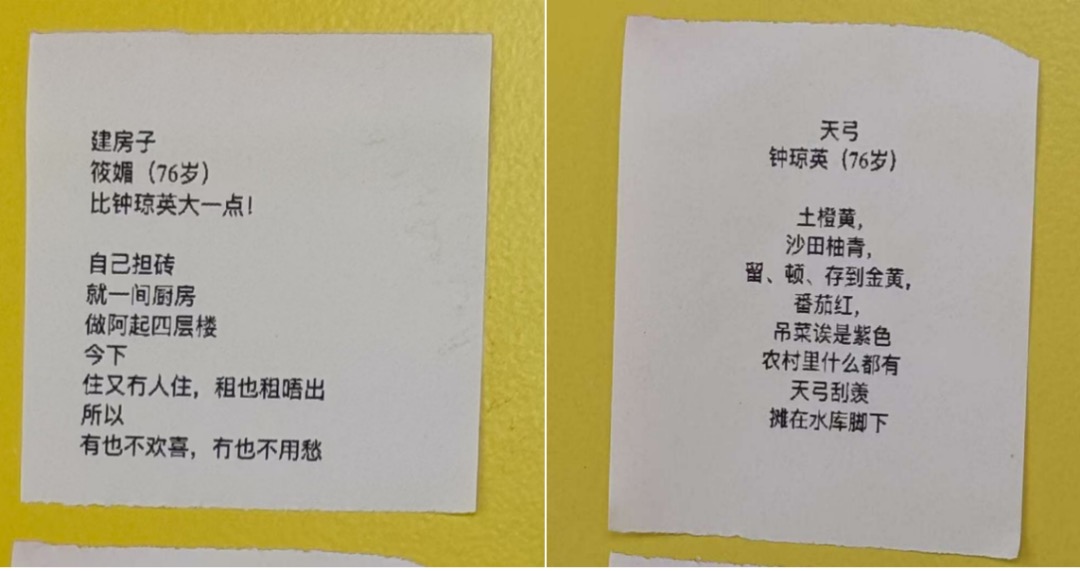 建房子
筱媚（76岁）
比钟琼英大一点！
自己担砖
就一间厨房
做阿起四层楼
今下
住又冇人住，租也租唔出
所以
有也不欢喜，冇也不用愁
天弓
钟琼英（76岁）
土橙黄，
沙田柚青，
留、顿、存到金黄，
番茄红，
吊菜诶是紫色
农村里什么都有
天弓刮羡
摊在水库脚下